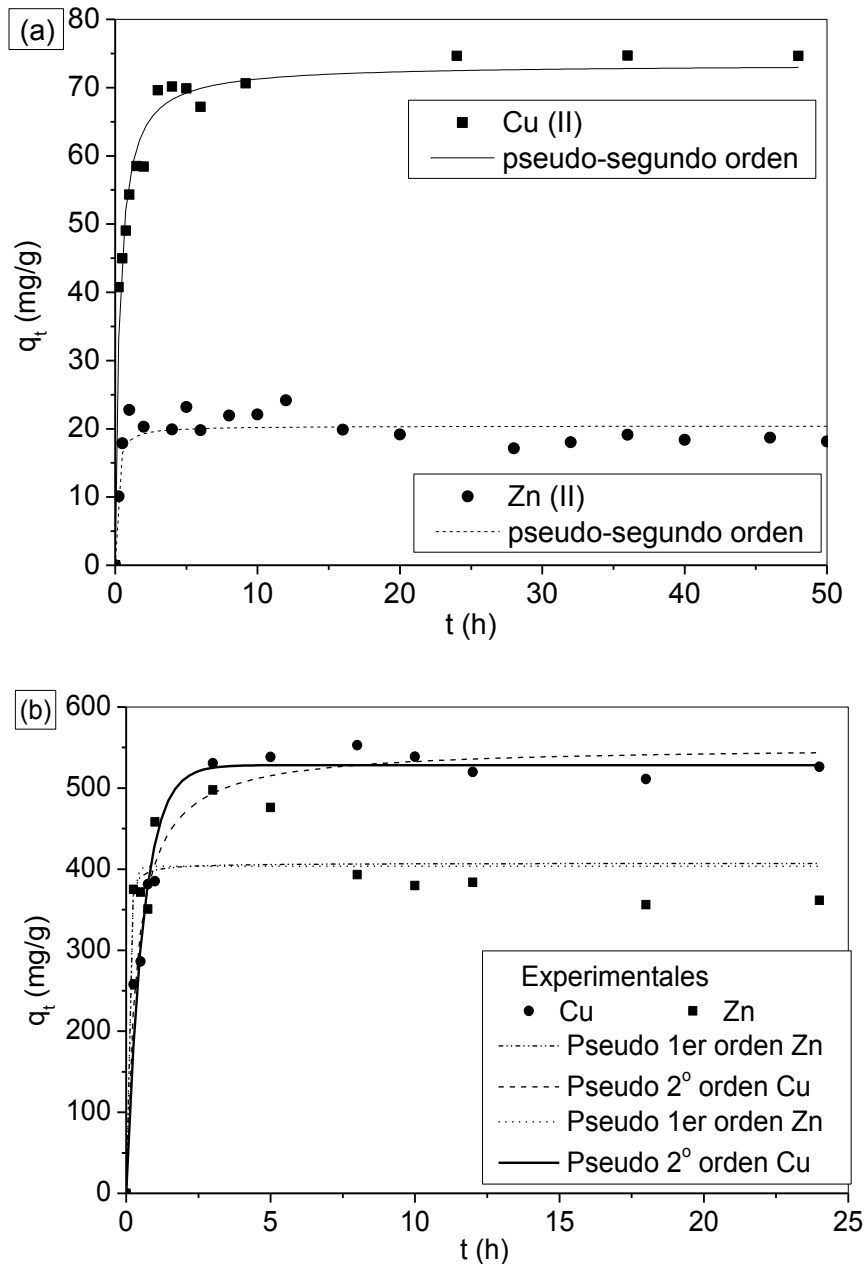 (a)
80
70
60
50
40
30
20
10
0
qt (mg/g)
Cu (II)
pseudo-segundo orden
Zn (II)
pseudo-segundo orden
0 10 20 30 40 50
t (h)
(b)
600
500
400
300
200
100
0
qt (mg/g)
Experimentales
Cu Zn
Pseudo 1er orden Zn
Pseudo 2º orden Cu
Pseudo 1er orden Zn
Pseudo 2º orden Cu
0 5 10 15 20 25
t (h)